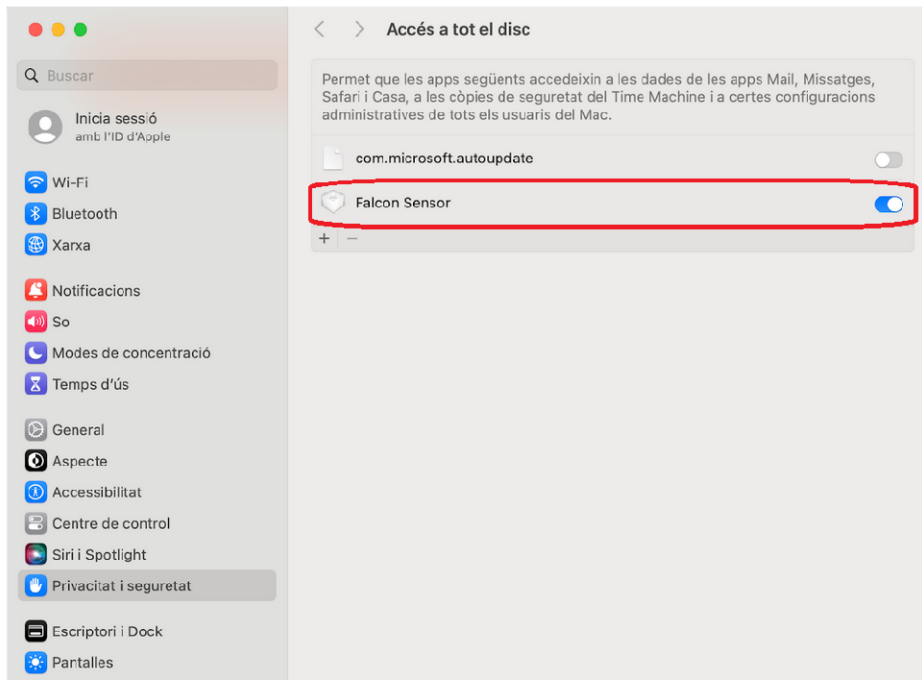 Accés a tot el disc
Buscar
Inicia sessió
amb l'ID d'Apple
Wi-Fi
Bluetooth
Xarxa
Notificacions
So
Modes de concentració
Temps d'ús
General
Aspecte
Accessibilitat
Centre de control
Siri i Spotlight
Privacitat i seguretat
Escriptori i Dock
Pantalles
Permet que les apps següents accedeixin a les dades de les apps Mail, Missatges,
Safari i Casa, a les còpies de seguretat del Time Machine i a certes configuracions
administratives de tots els usuaris del Mac.
com.microsoft.autoupdate
Falcon Sensor